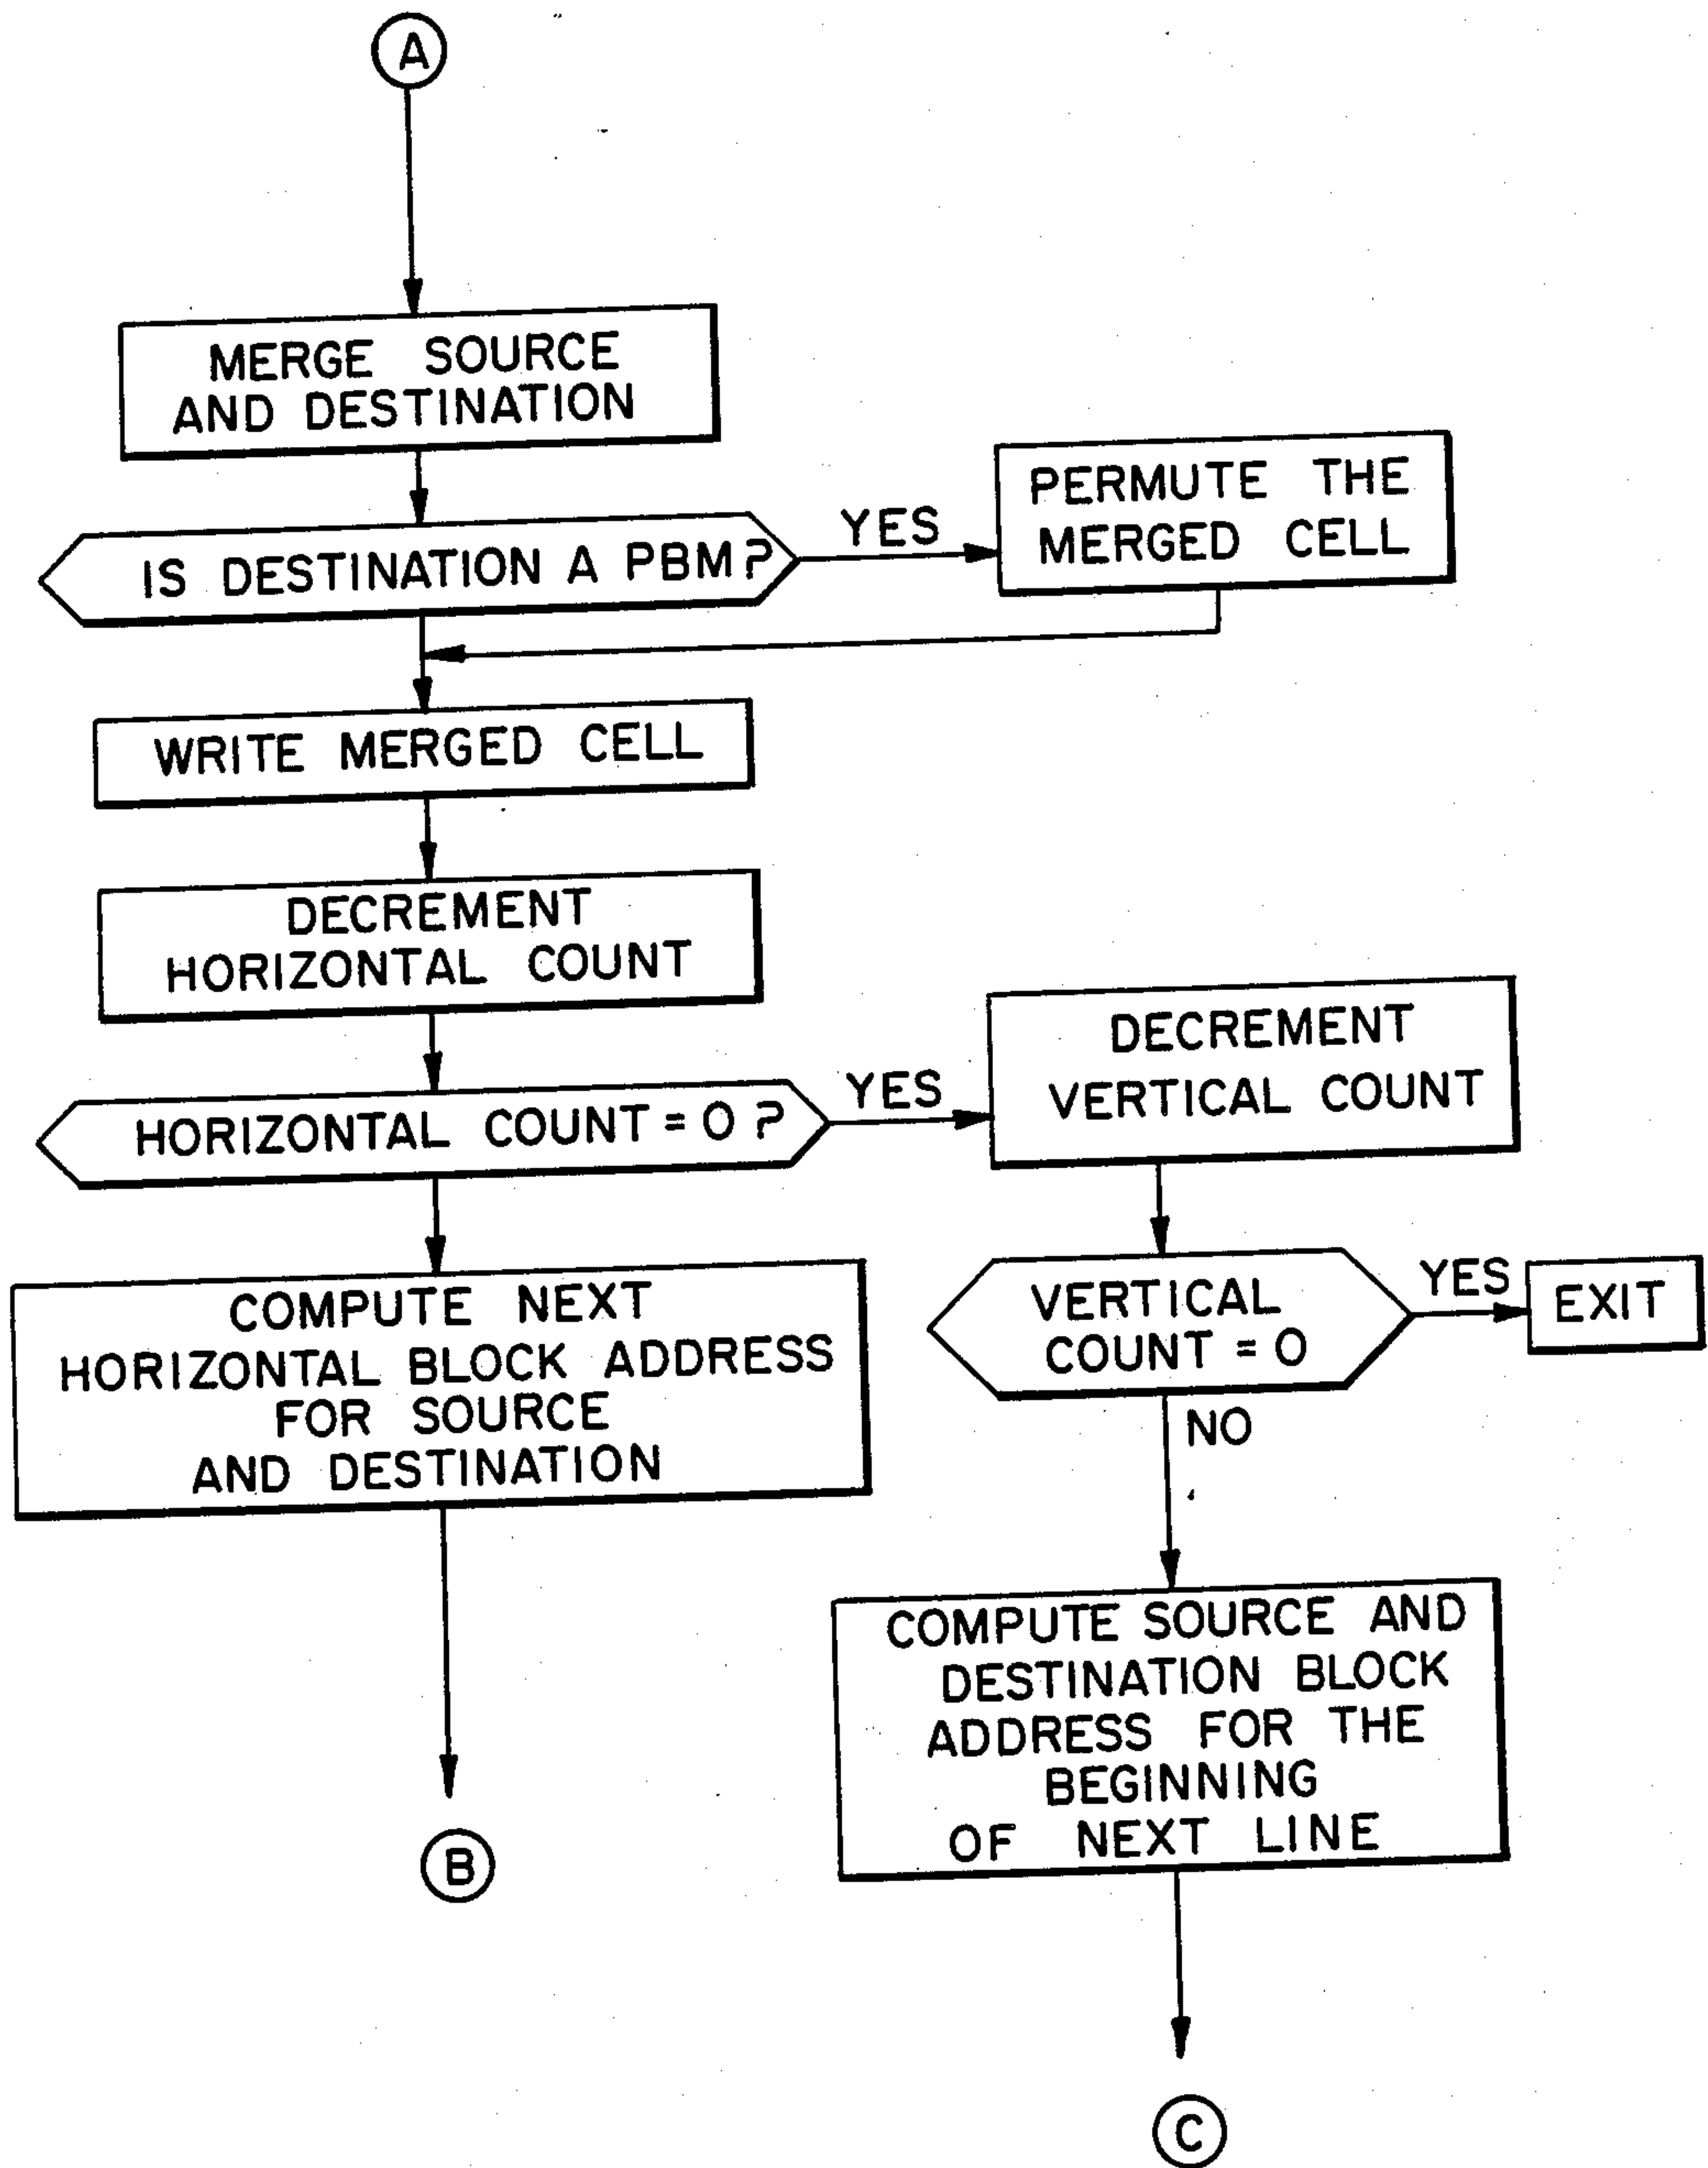 A
MERGE SOURCE
AND DESTINATION
IS DESTINATION A PBM?
YES
PERMUTE THE
MERGED CELL
WRITE MERGED CELL
DECREMENT
HORIZONTAL COUNT
HORIZONTAL COUNT = 0 ?
YES
DECREMENT
VERTICAL COUNT
VERTICAL
COUNT = 0
YES
EXIT
NO
COMPUTE NEXT
HORIZONTAL BLOCK ADDRESS
FOR SOURCE
AND DESTINATION
B
COMPUTE SOURCE AND
DESTINATION BLOCK
ADDRESS FOR THE
BEGINNING
OF NEXT LINE
C